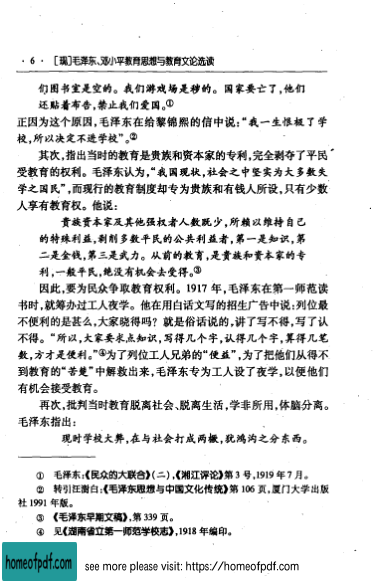 · 6 · [现]毛泽东、邓小平教育思想与教育文论选读
们图书室是空的。我们游戏场是秽的。国家要亡了,他们
还贴着布告,禁止我们爱国。①
正因为这个原因,毛泽东在给黎锦熙的信中说:“我一生恨极了学
校,所以决定不进学校”。②
其次,指出当时的教育是贵族和资本家的专利,完全剥夺了平民
受教育的权利。毛泽东认为,“我国现状,社会之中坚实为大多数失
学之国民”,而现行的教育制度却专为贵族和有钱人所设,只有少数
人享有教育权。他说:
贵族资本家及其他强权者人数既少,所赖以维持自己
的特殊利益,剥削多数平民的公共利益者,第一是知识,第
二是金钱,第三是武力。从前的教育,是贵族和资本家的专
利,一般平民,绝没有机会去受得。③
因此,要为民众争取教育权利。1917 年,毛泽东在第一师范读
书时,就筹办过工人夜学。他在用白话文写的招生广告中说:列位最
不便利的是甚么,大家晓得吗?就是俗话说的,讲了写不得,写了认
不得。“所以,大家要求点知识,写得几个字,认得几个字,算得几笔
数,方才是便利。”④为了列位工人兄弟的“便益”,为了把他们从得不
到教育的“苦楚”中解救出来,毛泽东专为工人设了夜学,以便他们
有机会接受教育。
再次,批判当时教育脱离社会、脱离生活,学非所用,体脑分离。
毛泽东指出:
现时学校大弊,在与社会打成两橛,犹鸿沟之分东西。
① 毛泽东:《民众的大联合》(二),《湘江评论》第 3 号,1919 年 7 月。
② 转引汪澍白:《毛泽东思想与中国文化传统》第 106 页,厦门大学出版
社 1991 年版。
③ 《毛泽东早期文稿》,第 339 页。
④ 见《湖南省立第一师范学校志》,1918 年编印。
homeofpdf.com
see more please visit: https://homeofpdf.com